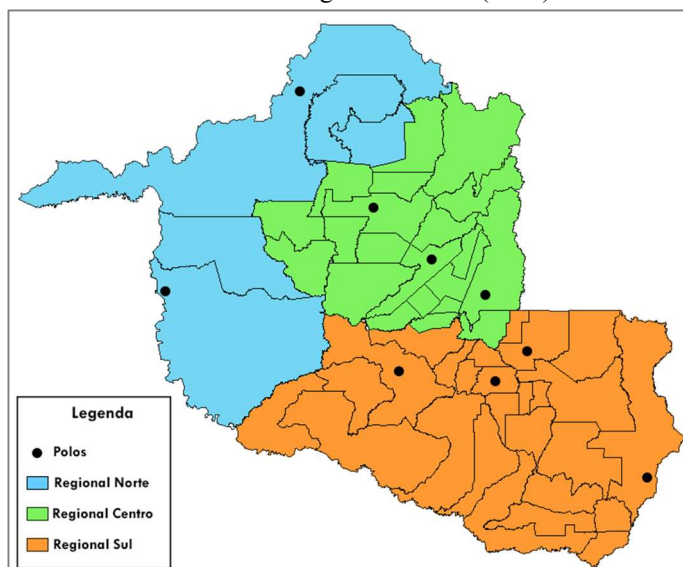 Legenda
Polos
Regional Norte
Regional Centro
Regional Sul